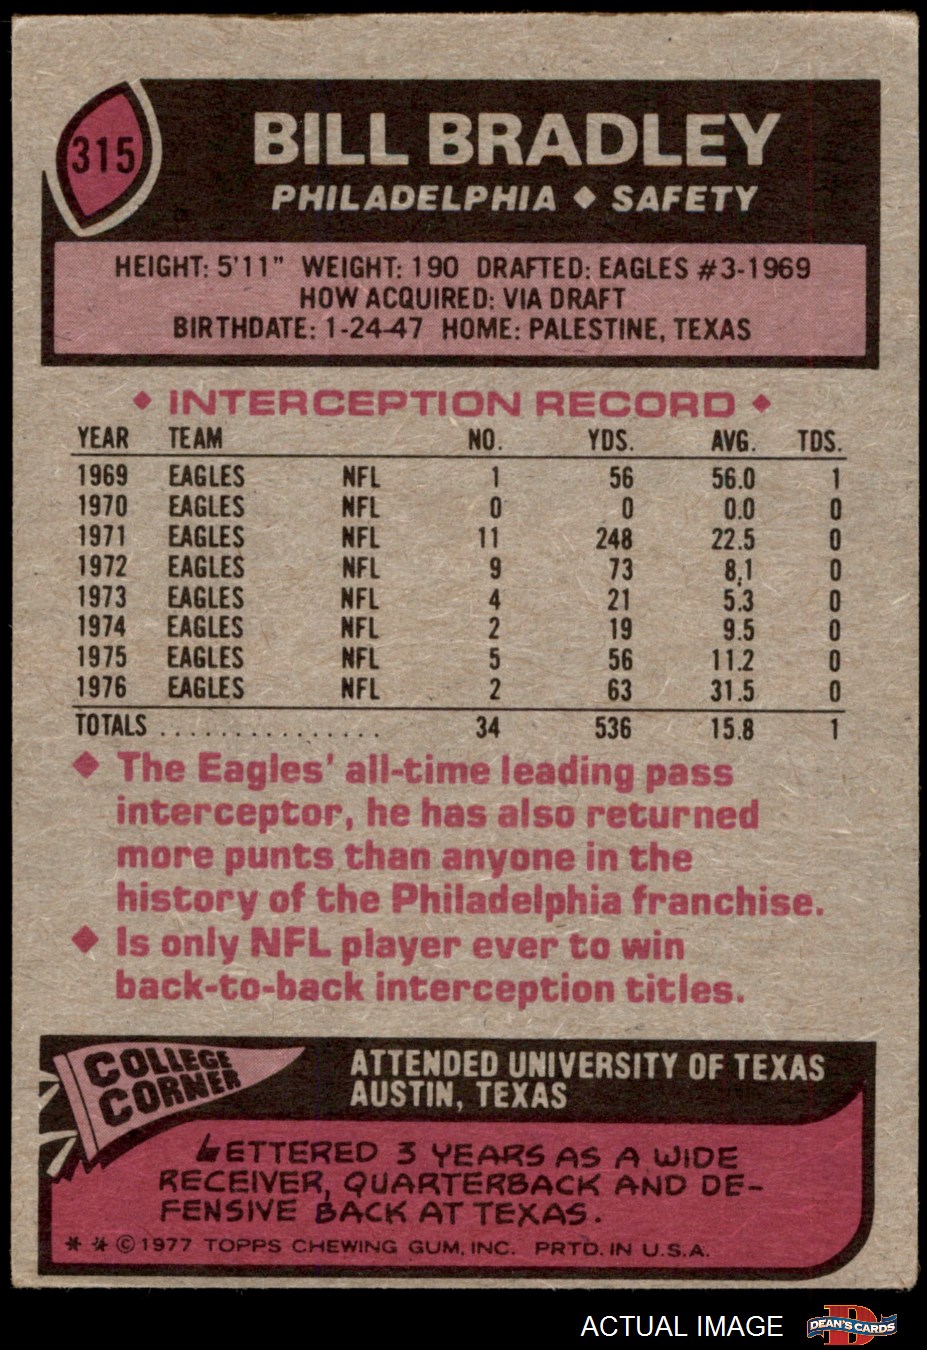 315
BILL BRADLEY
PHILADELPHIA ◆ SAFETY
HEIGHT: 5'11" WEIGHT: 190 DRAFTED: EAGLES #3-1969
HOW ACQUIRED: VIA DRAFT
BIRTHDATE: 1-24-47 HOME: PALESTINE, TEXAS
◆ INTERCEPTION RECORD ◆
YEAR TEAM NO. YDS. AVG. TDS.
1969 EAGLES NFL 1 56 56.0 1
1970 EAGLES NFL 0 0 0.0 0
1971 EAGLES NFL 11 248 22.5 0
1972 EAGLES NFL 9 73 8.1 0
1973 EAGLES NFL 4 21 5.3 0
1974 EAGLES NFL 2 19 9.5 0
1975 EAGLES NFL 5 56 11.2 0
1976 EAGLES NFL 2 63 31.5 0
TOTALS ............... 34 536 15.8 1
◆ The Eagles' all-time leading pass
interceptor, he has also returned
more punts than anyone in the
history of the Philadelphia franchise.
◆ Is only NFL player ever to win
back-to-back interception titles.
COLLEGE
CORNER
ATTENDED UNIVERSITY OF TEXAS
AUSTIN, TEXAS
LETTERED 3 YEARS AS A WIDE
RECEIVER, QUARTERBACK AND DE-
FENSIVE BACK AT TEXAS.
* * © 1977 TOPPS CHEWING GUM, INC. PRTD. IN U.S.A.
ACTUAL IMAGE
D
DEAN'S CARDS